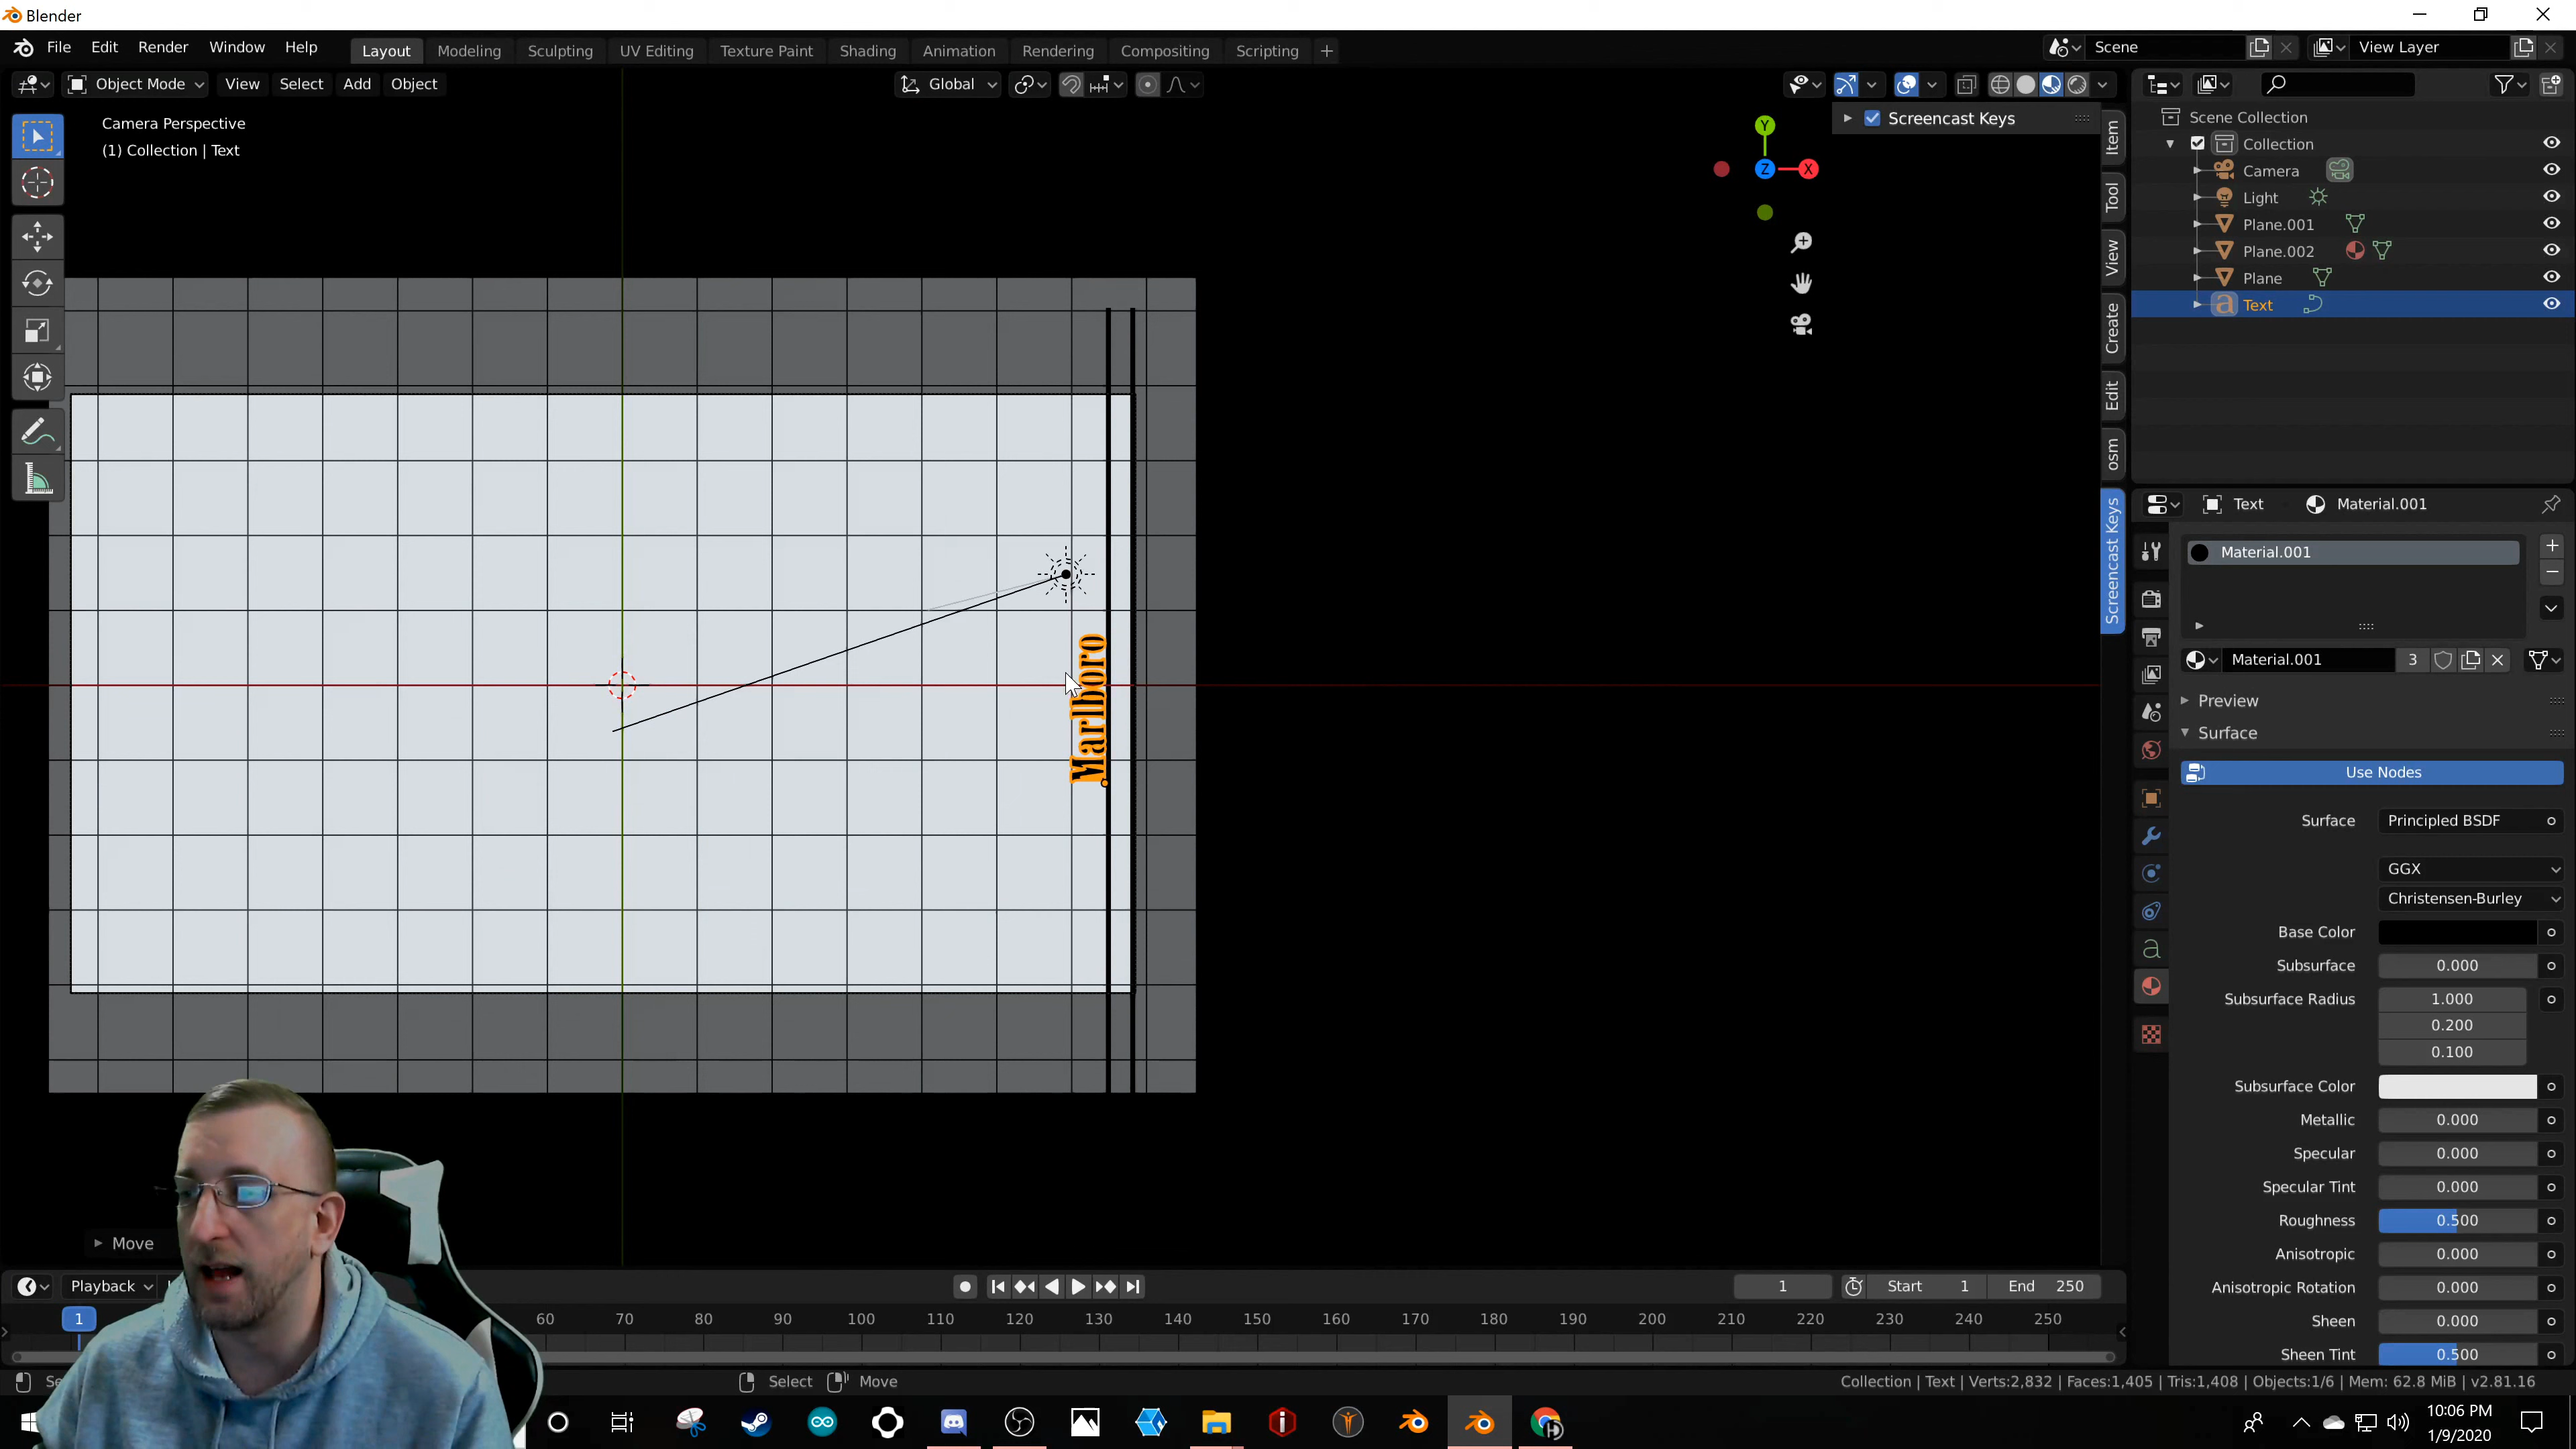 Blender
File Edit Render Window Help Layout Modeling Sculpting UV Editing Texture Paint Shading Animation Rendering Compositing Scripting + Scene View Layer
Object Mode View Select Add Object Global
Camera Perspective
(1) Collection | Text
Screencast Keys
Y
Z X
Item
Tool
View
Create
Edit
osm
Screencast Keys
Marlboro
Scene Collection
Collection
Camera
Light
Plane.001
Plane.002
Plane
Text
Text Material.001
Material.001
Material.001 3
Preview
Surface
Use Nodes
Surface Principled BSDF
GGX
Christensen-Burley
Base Color
Subsurface 0.000
Subsurface Radius 1.000
0.200
0.100
Subsurface Color
Metallic 0.000
Specular 0.000
Specular Tint 0.000
Roughness 0.500
Anisotropic 0.000
Anisotropic Rotation 0.000
Sheen 0.000
Sheen Tint 0.500
Move
Playback 1 Start 1 End 250
1 60 70 80 90 100 110 120 130 140 150 160 170 180 190 200 210 220 230 240 250
Select Move Collection | Text | Verts:2,832 | Faces:1,405 | Tris:1,408 | Objects:1/6 | Mem: 62.8 MiB | v2.81.16
10:06 PM
1/9/2020